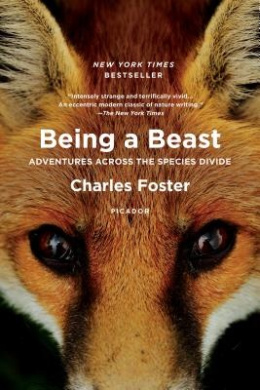 NEW YORK TIMES
BESTSELLER
"Intensely strange and terrifically vivid...
An eccentric modern classic of nature writing."
—The New York Times
Being a Beast
ADVENTURES ACROSS THE SPECIES DIVIDE
Charles Foster
PICADOR